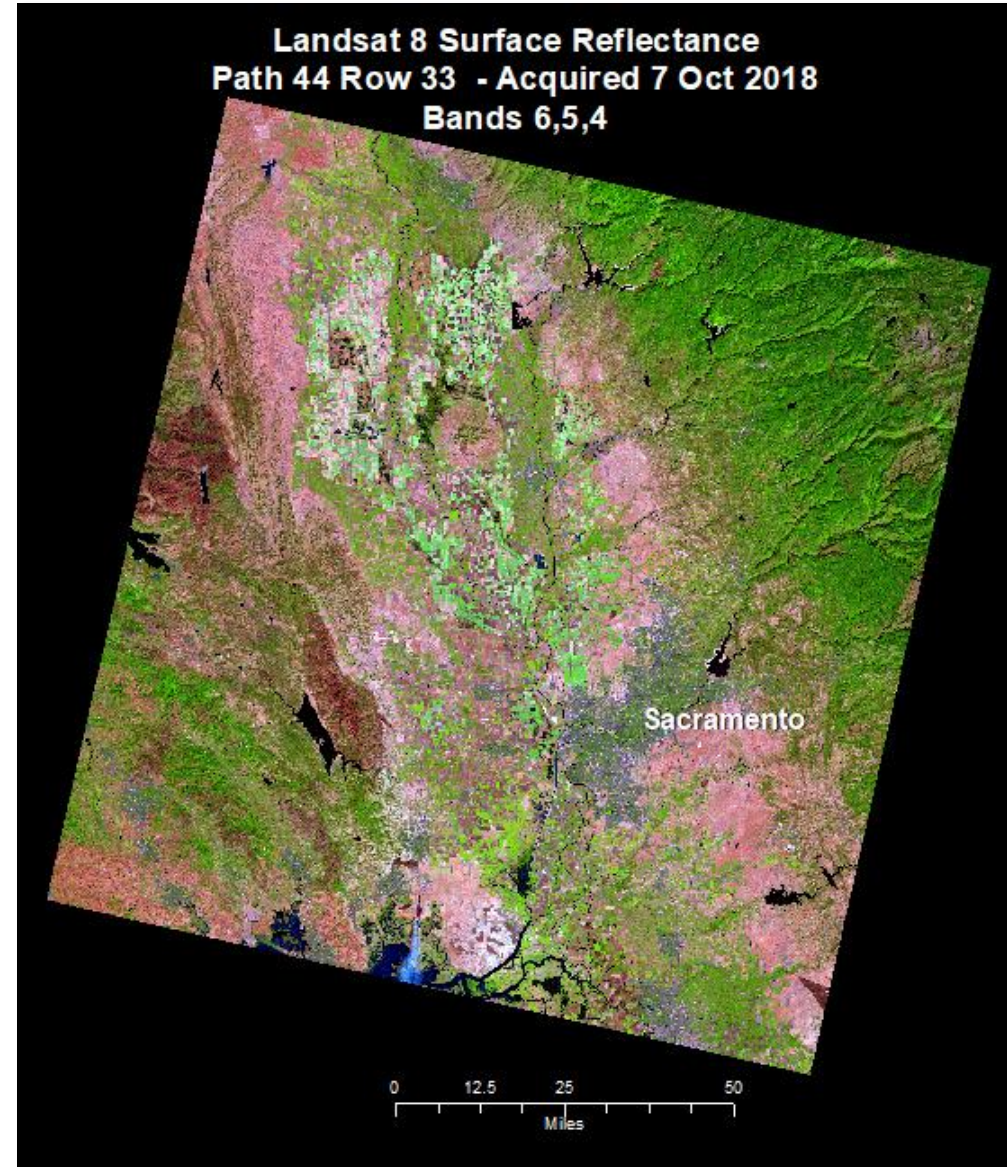 Landsat 8 Surface Reflectance
Path 44 Row 33 - Acquired 7 Oct 2018
Bands 6,5,4
Sacramento
0 12.5 25 50
Miles